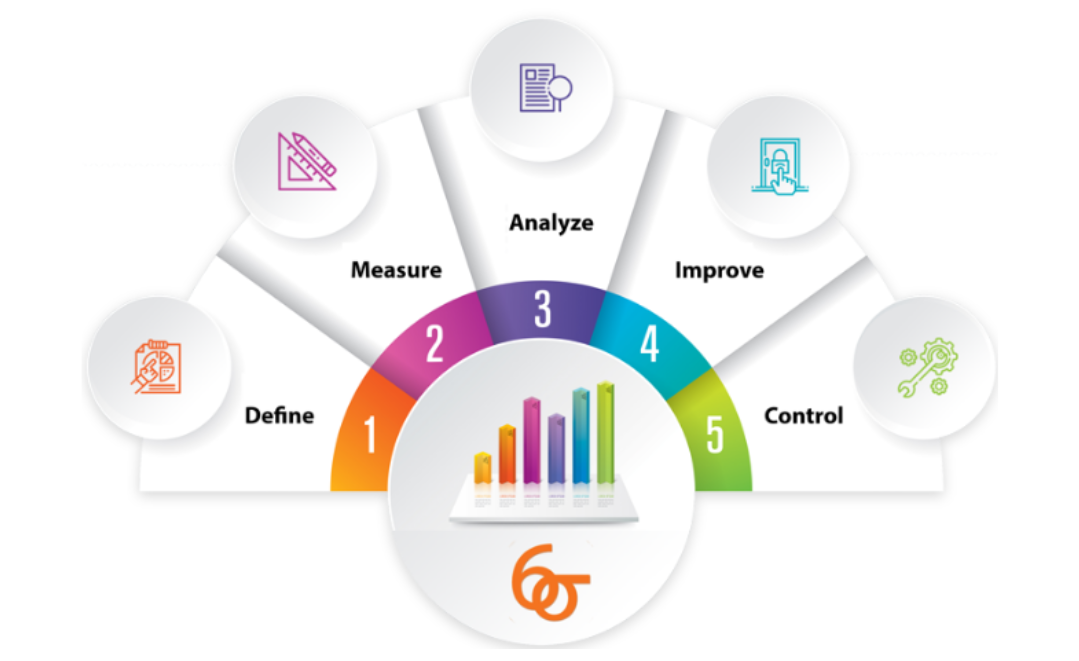 1
Define
2
Measure
3
Analyze
4
Improve
5
Control
6σ